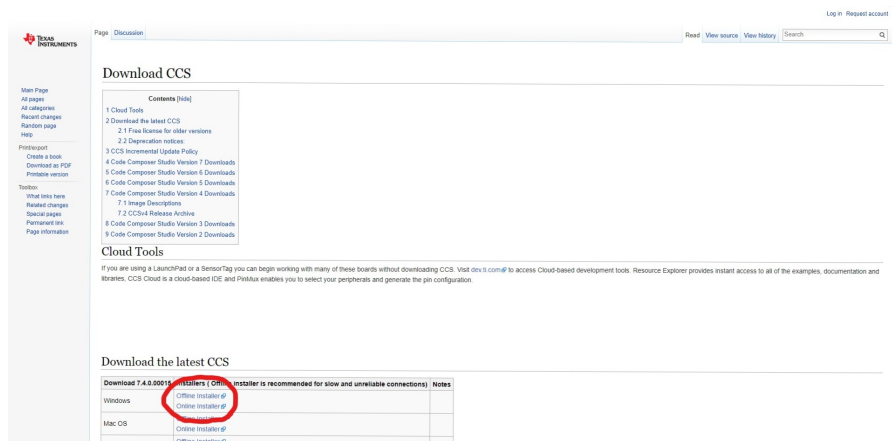 Log in Request account
TEXAS
INSTRUMENTS
Page Discussion
Read View source View history Search
Download CCS
Main Page
All pages
All categories
Recent changes
Random page
Help
Print/export
Create a book
Download as PDF
Printable version
Toolbox
What links here
Related changes
Special pages
Permanent link
Page information
Contents [hide]
1 Cloud Tools
2 Download the latest CCS
2.1 Free license for older versions
2.2 Deprecation notices:
3 CCS Incremental Update Policy
4 Code Composer Studio Version 7 Downloads
5 Code Composer Studio Version 6 Downloads
6 Code Composer Studio Version 5 Downloads
7 Code Composer Studio Version 4 Downloads
7.1 Image Descriptions
7.2 CCSv4 Release Archive
8 Code Composer Studio Version 3 Downloads
9 Code Composer Studio Version 2 Downloads
Cloud Tools
If you are using a LaunchPad or a SensorTag you can begin working with many of these boards without downloading CCS. Visit dev.ti.com to access Cloud-based development tools. Resource Explorer provides instant access to all of the examples, documentation and
libraries, CCS Cloud is a cloud-based IDE and PinMux enables you to select your peripherals and generate the pin configuration.
Download the latest CCS
Download 7.4.0.00015 Installers ( Offline installer is recommended for slow and unreliable connections) Notes
Windows
Offline Installer
Online Installer
Mac OS
Offline Installer
Online Installer
Offline Installer